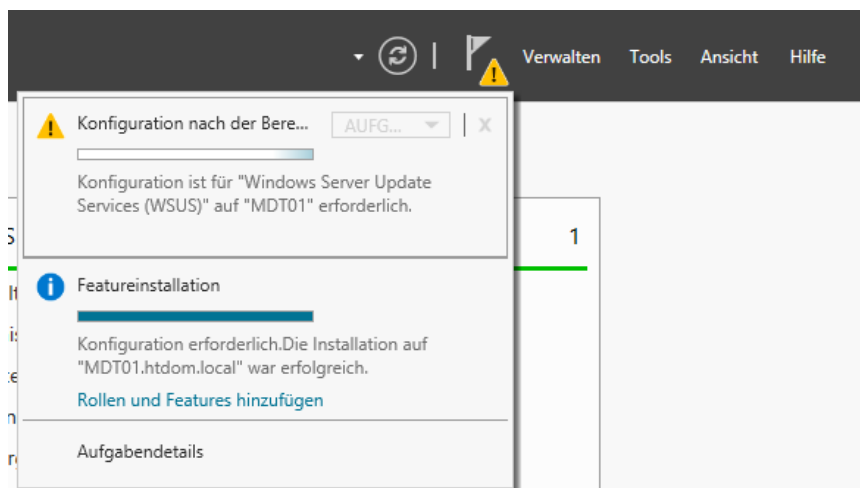 Verwalten Tools Ansicht Hilfe
Konfiguration nach der Bere... AUFG... X
Konfiguration ist für "Windows Server Update
Services (WSUS)" auf "MDT01" erforderlich.
1
Featureinstallation
Konfiguration erforderlich.Die Installation auf
"MDT01.htdom.local" war erfolgreich.
Rollen und Features hinzufügen
Aufgabendetails